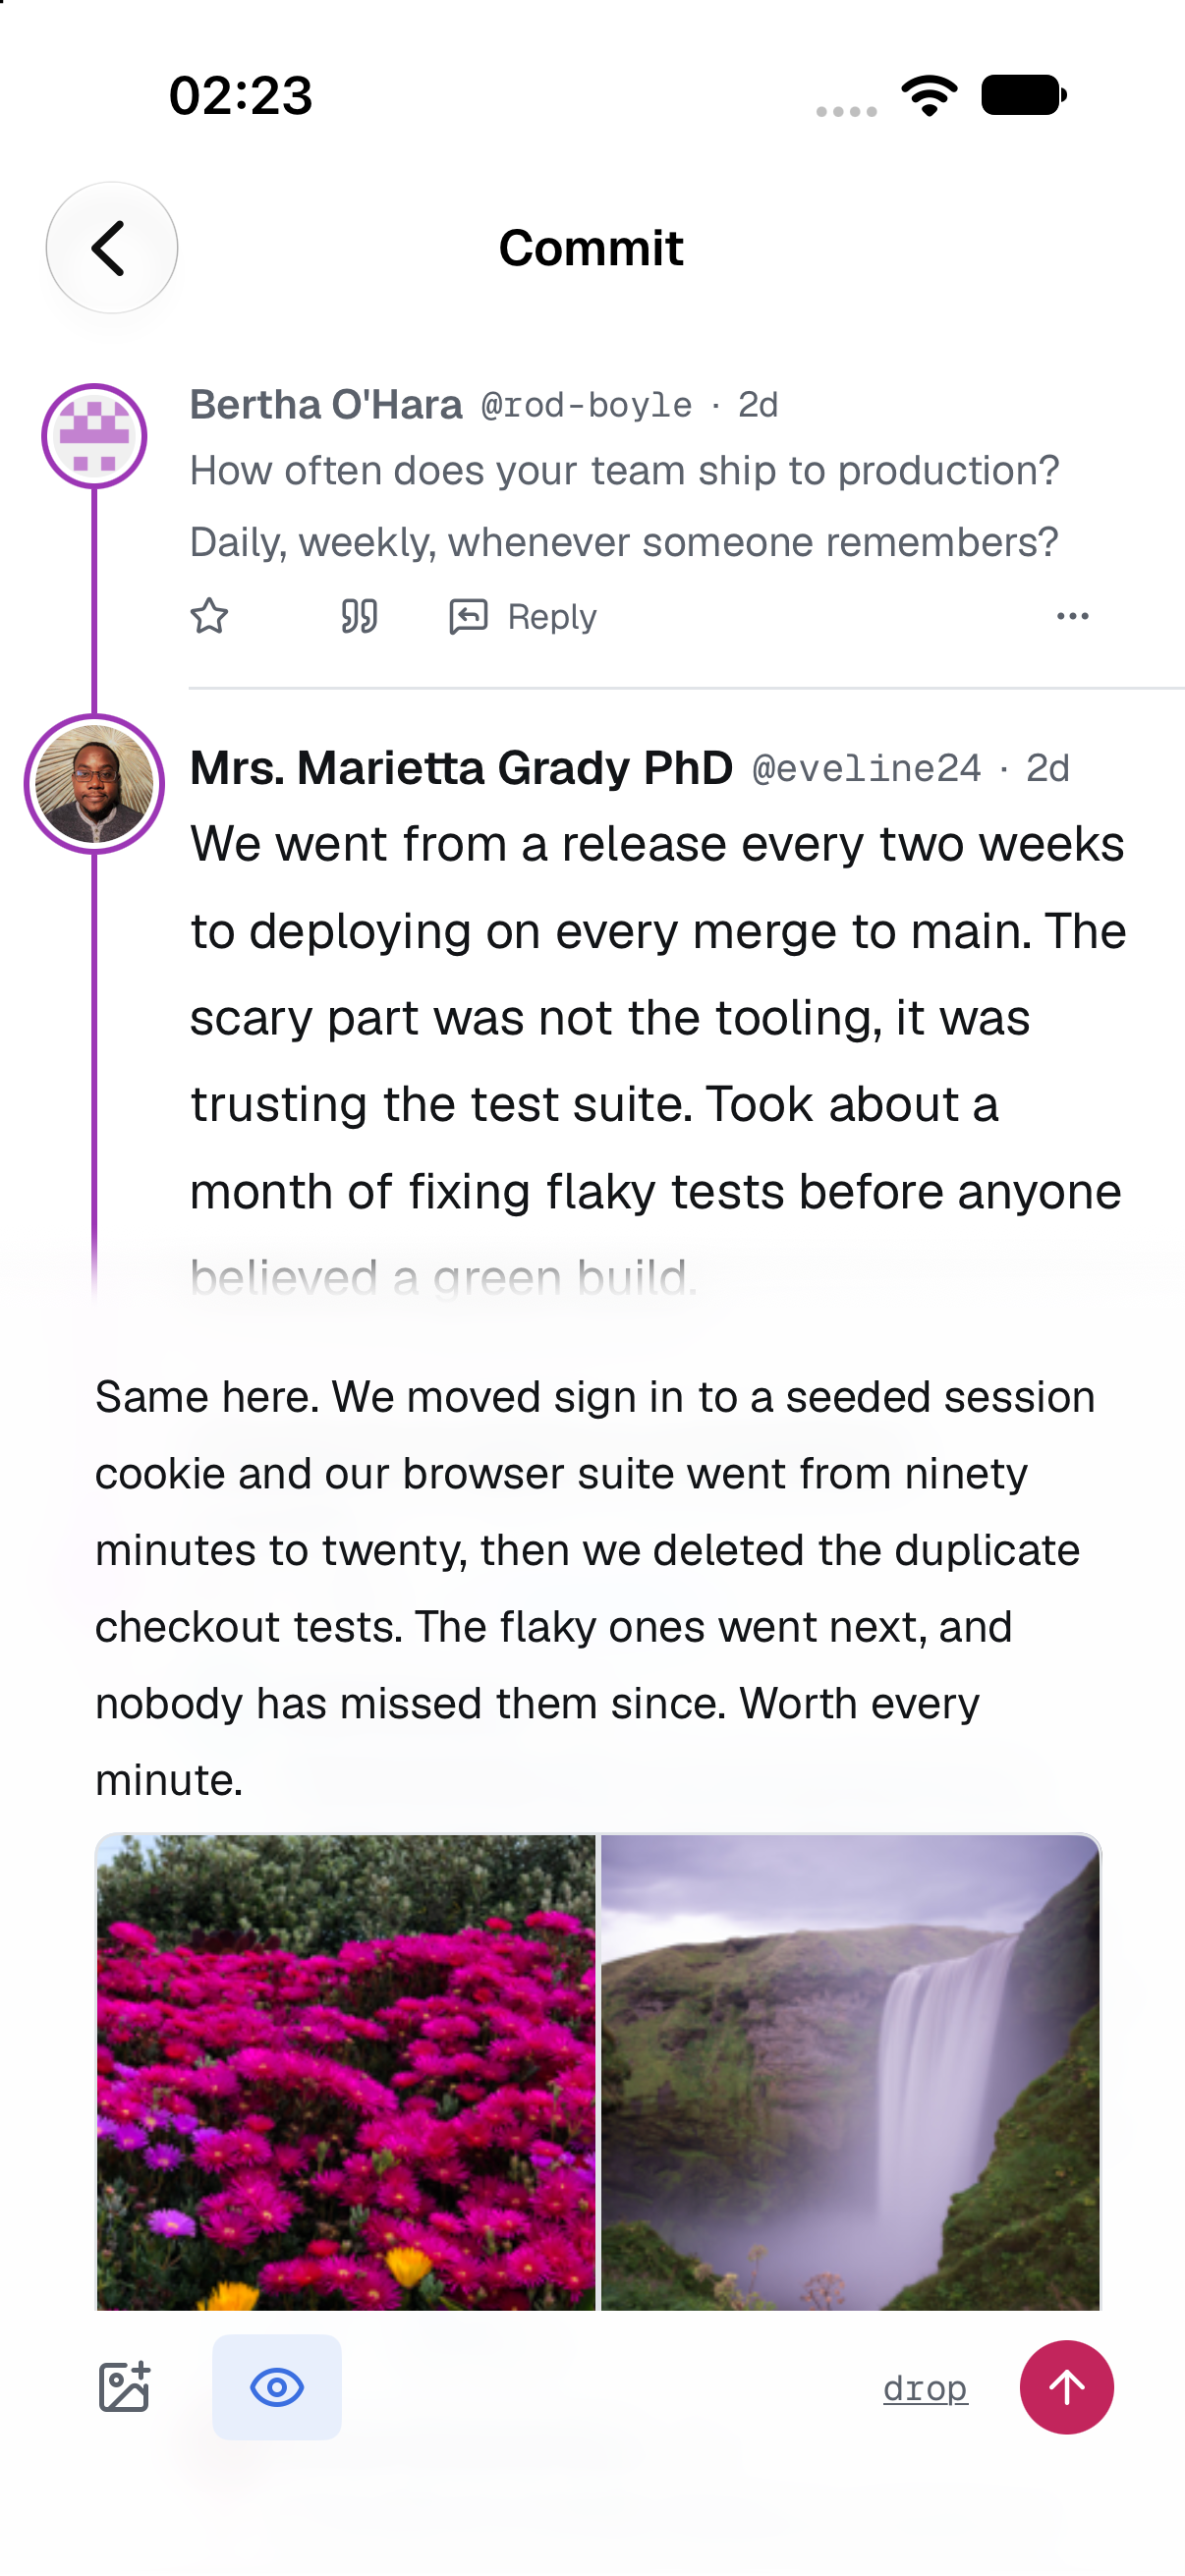 02:23
Commit
Bertha O'Hara @rod-boyle · 2d
How often does your team ship to production?
Daily, weekly, whenever someone remembers?
Reply
Mrs. Marietta Grady PhD @eveline24 · 2d
We went from a release every two weeks
to deploying on every merge to main. The
scary part was not the tooling, it was
trusting the test suite. Took about a
month of fixing flaky tests before anyone
believed a green build.
Same here. We moved sign in to a seeded session
cookie and our browser suite went from ninety
minutes to twenty, then we deleted the duplicate
checkout tests. The flaky ones went next, and
nobody has missed them since. Worth every
minute.
drop